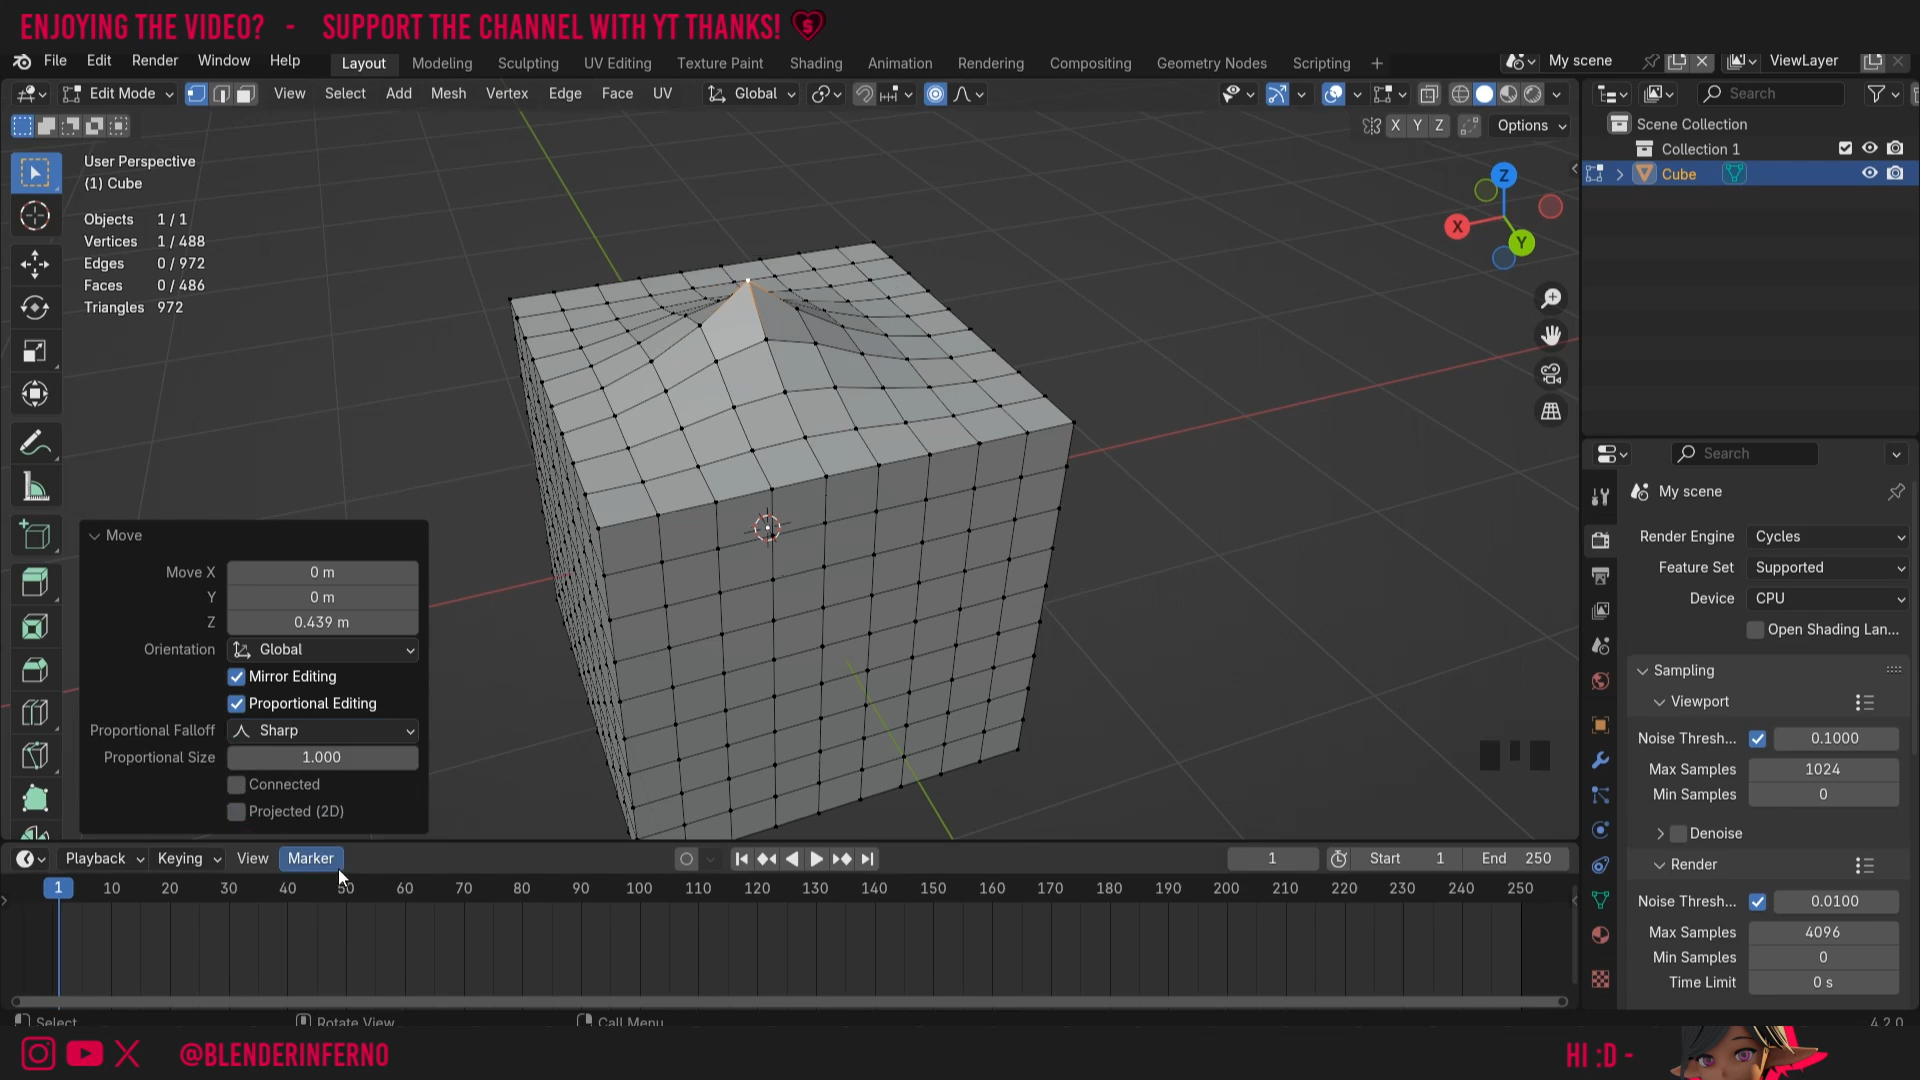 ENJOYING THE VIDEO? - SUPPORT THE CHANNEL WITH YT THANKS! $
File Edit Render Window Help Layout Modeling Sculpting UV Editing Texture Paint Shading Animation Rendering Compositing Geometry Nodes Scripting + My scene ViewLayer
Edit Mode View Select Add Mesh Vertex Edge Face UV Global Search
X Y Z Options
Scene Collection
Collection 1
Cube
User Perspective
(1) Cube
Objects 1 / 1
Vertices 1 / 488
Edges 0 / 972
Faces 0 / 486
Triangles 972
Z
X
Y
Search
My scene
Render Engine Cycles
Feature Set Supported
Device CPU
Open Shading Lan...
Sampling
Viewport
Noise Thresh... 0.1000
Max Samples 1024
Min Samples 0
Denoise
Render
Noise Thresh... 0.0100
Max Samples 4096
Min Samples 0
Time Limit 0 s
Move
Move X 0 m
Y 0 m
Z 0.439 m
Orientation Global
Mirror Editing
Proportional Editing
Proportional Falloff Sharp
Proportional Size 1.000
Connected
Projected (2D)
Playback Keying View Marker 1 Start 1 End 250
1 10 20 30 40 50 60 70 80 90 100 110 120 130 140 150 160 170 180 190 200 210 220 230 240 250
Select Rotate View Call Menu 4.2.0
@BLENDERINFERNO HI :D -